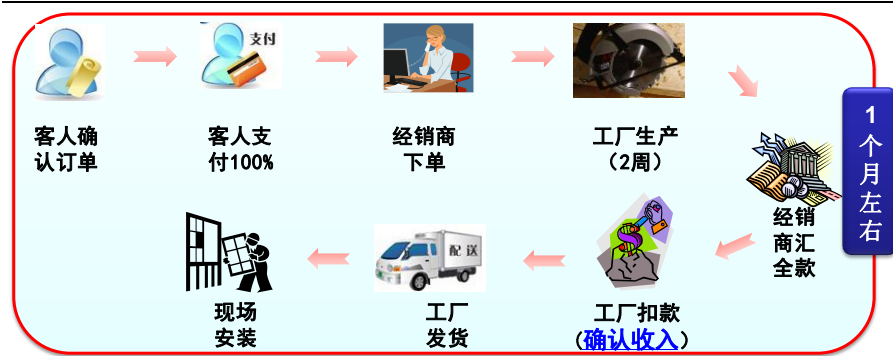 支付
客人确
认订单
客人支
付100%
经销商
下单
工厂生产
（2周）
经销
商汇
全款
1
个
月
左
右
配送
现场
安装
工厂
发货
工厂扣款
(确认收入)